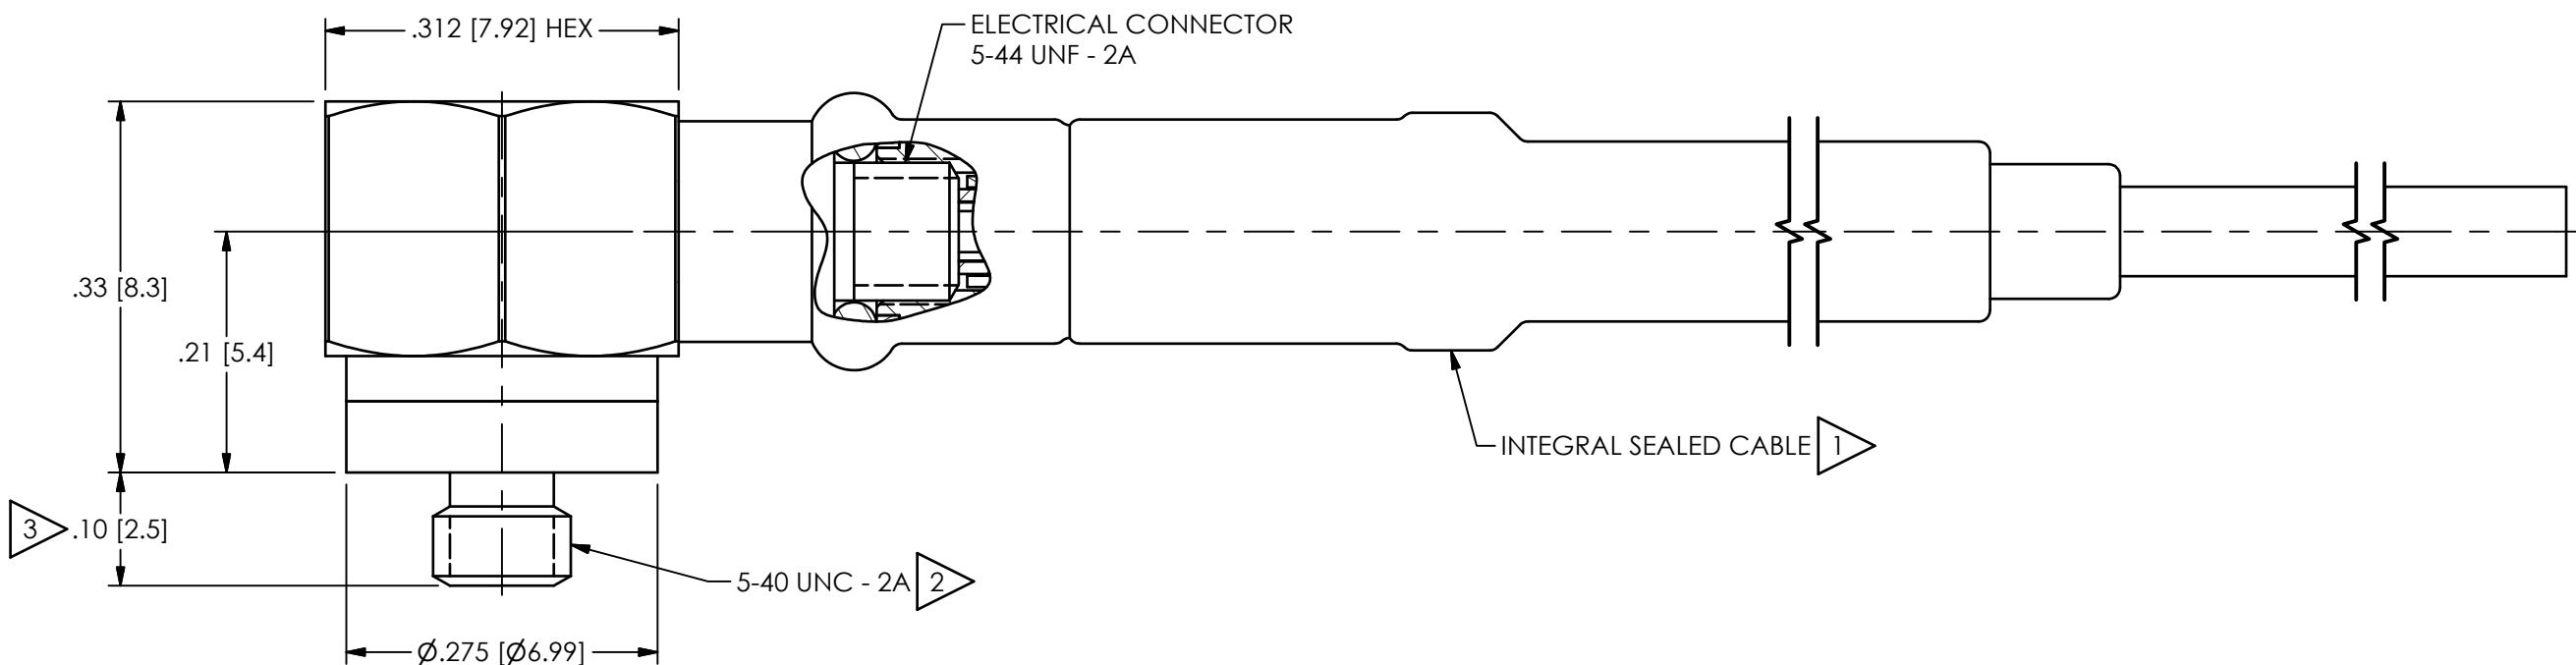 .312 [7.92] HEX
ELECTRICAL CONNECTOR
5-44 UNF - 2A
.33 [8.3]
.21 [5.4]
INTEGRAL SEALED CABLE 1
3 .10 [2.5]
5-40 UNC - 2A 2
Ø.275 [Ø6.99]